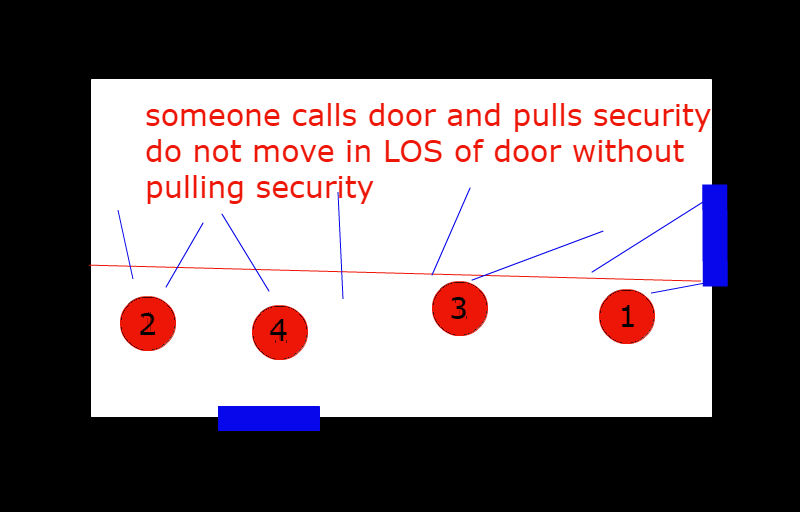 someone calls door and pulls security
do not move in LOS of door without
pulling security
2
4
3
1